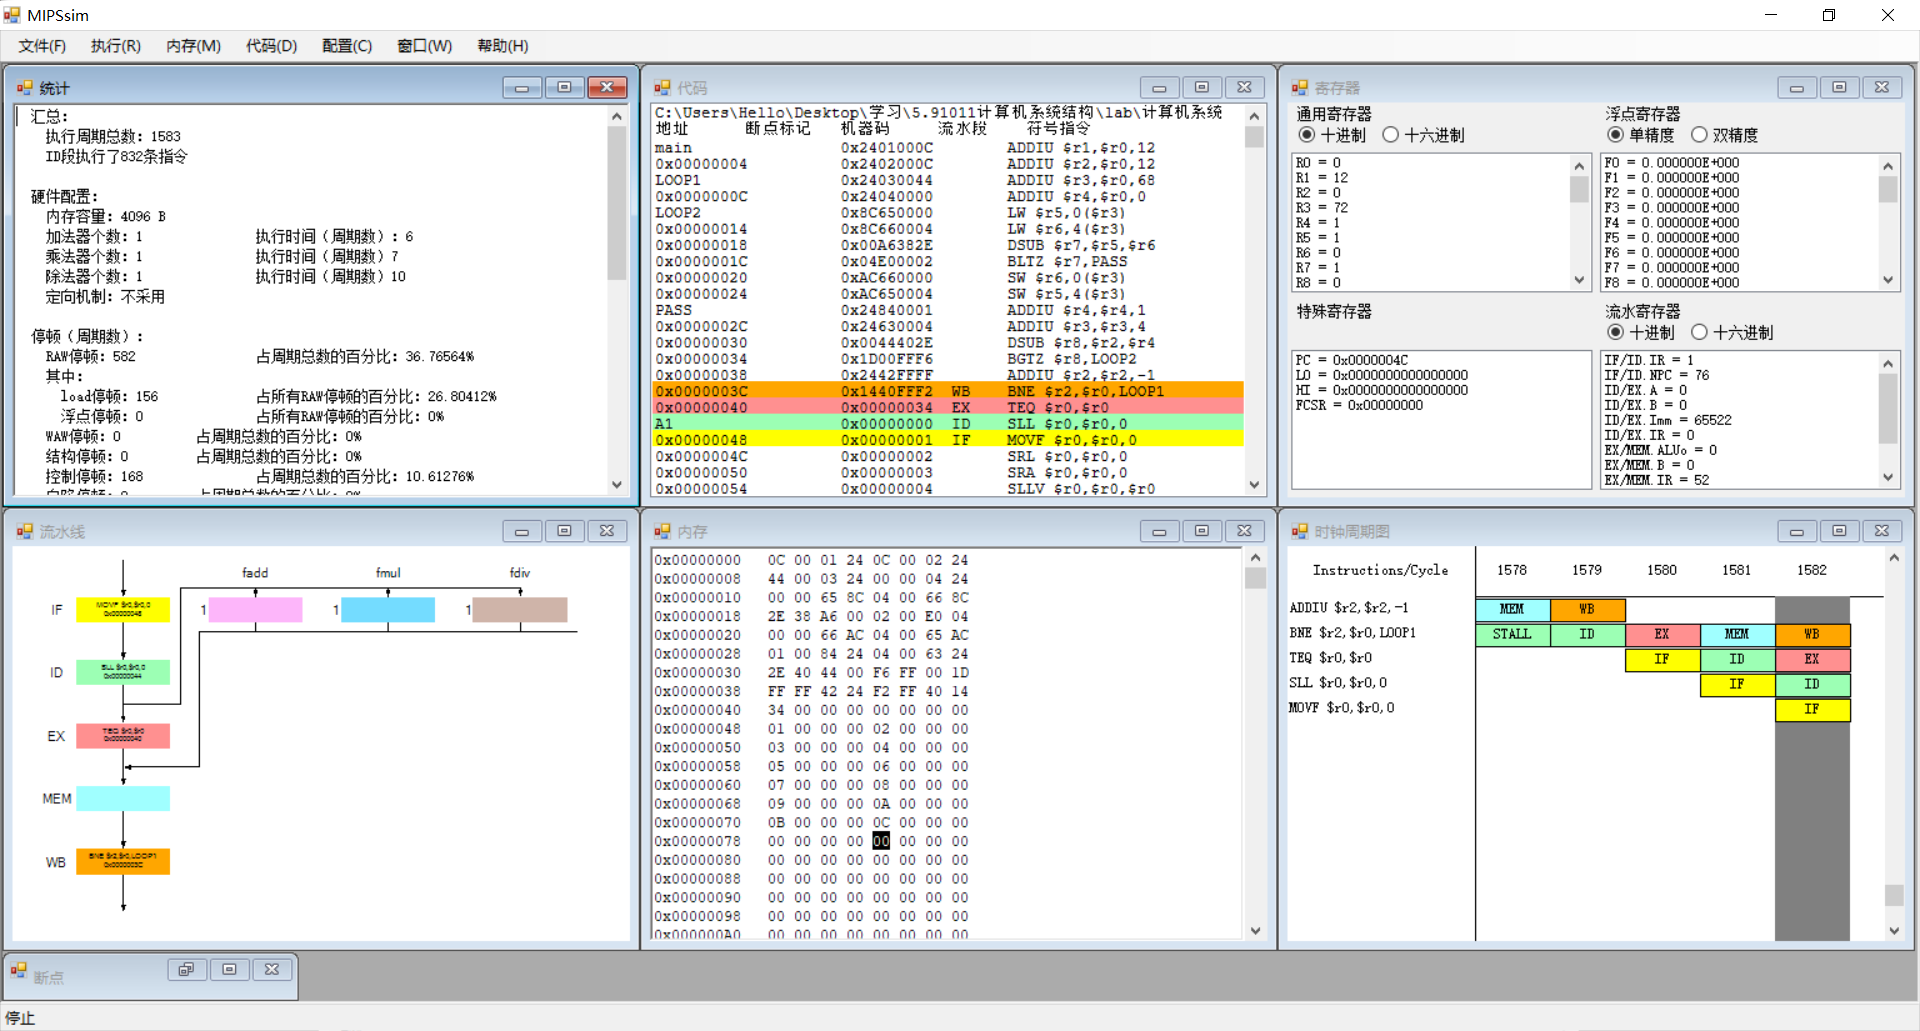 MIPSsim
文件(F) 执行(R) 内存(M) 代码(D) 配置(C) 窗口(W) 帮助(H)
统计
汇总:
执行周期总数: 1583
ID段执行了832条指令
硬件配置:
内存容量: 4096 B
加法器个数: 1 执行时间（周期数）: 6
乘法器个数: 1 执行时间（周期数）7
除法器个数: 1 执行时间（周期数）10
定向机制: 不采用
停顿（周期数）:
RAW停顿: 582 占周期总数的百分比: 36.76564%
其中:
load停顿: 156 占所有RAW停顿的百分比: 26.80412%
浮点停顿: 0 占所有RAW停顿的百分比: 0%
WAW停顿: 0 占周期总数的百分比: 0%
结构停顿: 0 占周期总数的百分比: 0%
控制停顿: 168 占周期总数的百分比: 10.61276%
代码
C:\Users\Hello\Desktop\学习\5.91011计算机系统结构\lab\计算机系统
地址 断点标记 机器码 流水段 符号指令
main 0x2401000C ADDIU $r1,$r0,12
0x00000004 0x2402000C ADDIU $r2,$r0,12
LOOP1 0x24030044 ADDIU $r3,$r0,68
0x0000000C 0x24040000 ADDIU $r4,$r0,0
LOOP2 0x8C650000 LW $r5,0($r3)
0x00000014 0x8C660004 LW $r6,4($r3)
0x00000018 0x00A6382E DSUB $r7,$r5,$r6
0x0000001C 0x04E00002 BLTZ $r7,PASS
0x00000020 0xAC660000 SW $r6,0($r3)
0x00000024 0xAC650004 SW $r5,4($r3)
PASS 0x24840001 ADDIU $r4,$r4,1
0x0000002C 0x24630004 ADDIU $r3,$r3,4
0x00000030 0x0044402E DSUB $r8,$r2,$r4
0x00000034 0x1D00FFF6 BGTZ $r8,LOOP2
0x00000038 0x2442FFFF ADDIU $r2,$r2,-1
0x0000003C 0x1440FFF2 WB BNE $r2,$r0,LOOP1
0x00000040 0x00000034 EX TEQ $r0,$r0
A1 0x00000000 ID SLL $r0,$r0,0
0x00000048 0x00000001 IF MOVF $r0,$r0,0
0x0000004C 0x00000002 SRL $r0,$r0,0
0x00000050 0x00000003 SRA $r0,$r0,0
0x00000054 0x00000004 SLLV $r0,$r0,$r0
寄存器
通用寄存器 浮点寄存器
十进制 十六进制 单精度 双精度
R0 = 0 F0 = 0.000000E+000
R1 = 12 F1 = 0.000000E+000
R2 = 0 F2 = 0.000000E+000
R3 = 72 F3 = 0.000000E+000
R4 = 1 F4 = 0.000000E+000
R5 = 1 F5 = 0.000000E+000
R6 = 0 F6 = 0.000000E+000
R7 = 1 F7 = 0.000000E+000
R8 = 0 F8 = 0.000000E+000
特殊寄存器 流水寄存器
十进制 十六进制
PC = 0x0000004C IF/ID.IR = 1
LO = 0x0000000000000000 IF/ID.NPC = 76
HI = 0x0000000000000000 ID/EX.A = 0
FCSR = 0x00000000 ID/EX.B = 0
ID/EX.Imm = 65522
ID/EX.IR = 0
EX/MEM.ALUo = 0
EX/MEM.B = 0
EX/MEM.IR = 52
流水线
fadd fmul fdiv
IF MOVF $r0,$r0,0 1 1 1
0x00000048
ID SLL $r0,$r0,0
0x00000044
EX TEQ $r0,$r0
0x00000040
MEM
WB BNE $r2,$r0,LOOP1
0x0000003C
内存
0x00000000 0C 00 01 24 0C 00 02 24
0x00000008 44 00 03 24 00 00 04 24
0x00000010 00 00 65 8C 04 00 66 8C
0x00000018 2E 38 A6 00 02 00 E0 04
0x00000020 00 00 66 AC 04 00 65 AC
0x00000028 01 00 84 24 04 00 63 24
0x00000030 2E 40 44 00 F6 FF 00 1D
0x00000038 FF FF 42 24 F2 FF 40 14
0x00000040 34 00 00 00 00 00 00 00
0x00000048 01 00 00 00 02 00 00 00
0x00000050 03 00 00 00 04 00 00 00
0x00000058 05 00 00 00 06 00 00 00
0x00000060 07 00 00 00 08 00 00 00
0x00000068 09 00 00 00 0A 00 00 00
0x00000070 0B 00 00 00 0C 00 00 00
0x00000078 00 00 00 00 00 00 00 00
0x00000080 00 00 00 00 00 00 00 00
0x00000088 00 00 00 00 00 00 00 00
0x00000090 00 00 00 00 00 00 00 00
0x00000098 00 00 00 00 00 00 00 00
0x000000A0 00 00 00 00 00 00 00 00
时钟周期图
Instructions/Cycle 1578 1579 1580 1581 1582
ADDIU $r2,$r2,-1 MEM WB
BNE $r2,$r0,LOOP1 STALL ID EX MEM WB
TEQ $r0,$r0 IF ID EX
SLL $r0,$r0,0 IF ID
MOVF $r0,$r0,0 IF
断点
停止